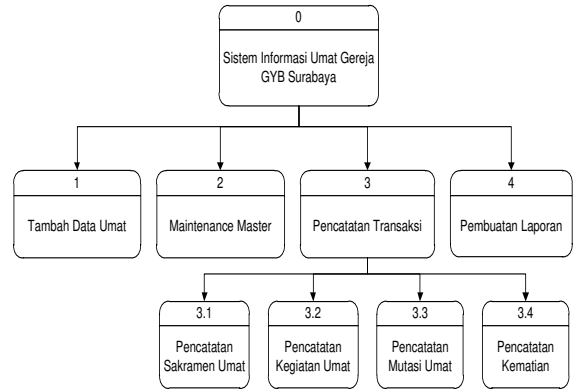 0
Sistem Informasi Umat Gereja
GYB Surabaya
1
Tambah Data Umat
2
Maintenance Master
3
Pencatatan Transaksi
4
Pembuatan Laporan
3.1
Pencatatan
Sakramen Umat
3.2
Pencatatan
Kegiatan Umat
3.3
Pencatatan
Mutasi Umat
3.4
Pencatatan
Kematian